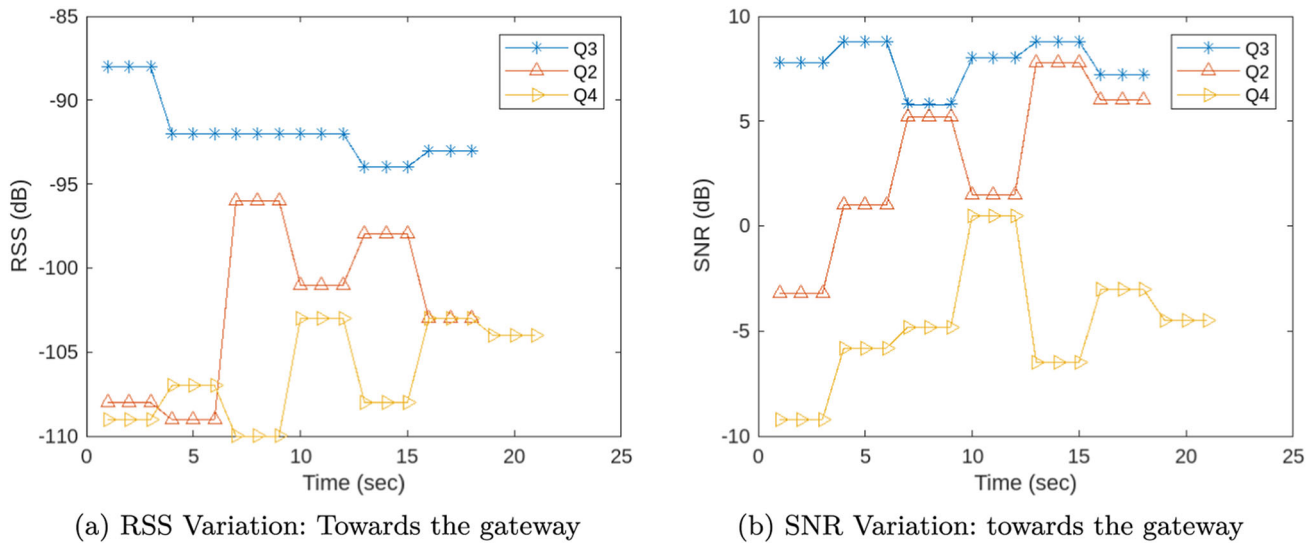 -85
-90
-95
-100
-105
-110
RSS (dB)
0 5 10 15 20 25
Time (sec)
Q3
Q2
Q4
(a) RSS Variation: Towards the gateway
10
5
0
-5
-10
SNR (dB)
0 5 10 15 20 25
Time (sec)
Q3
Q2
Q4
(b) SNR Variation: towards the gateway